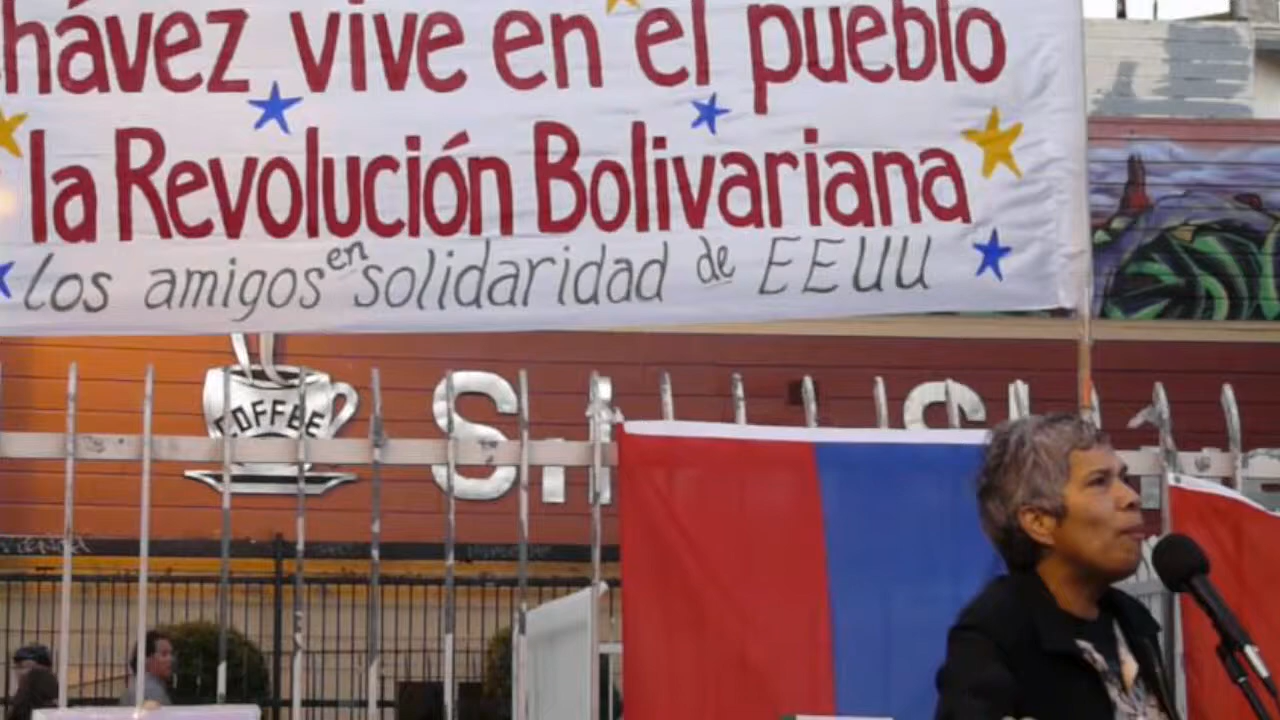 hávez vive en el pueblo
la Revolución Bolivariana
Los amigos en solidaridad de EEUU
COFFEE